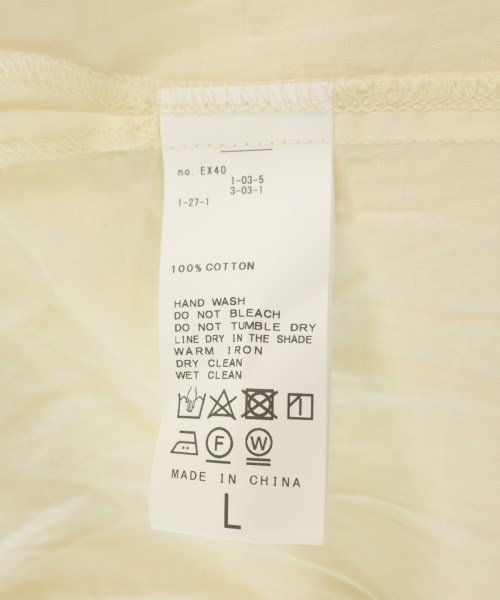 no. EX40
1-03-5
3-03-1
1-27-1
100% COTTON
HAND WASH
DO NOT BLEACH
DO NOT TUMBLE DRY
LINE DRY IN THE SHADE
WARM IRON
DRY CLEAN
WET CLEAN
F W
MADE IN CHINA
L